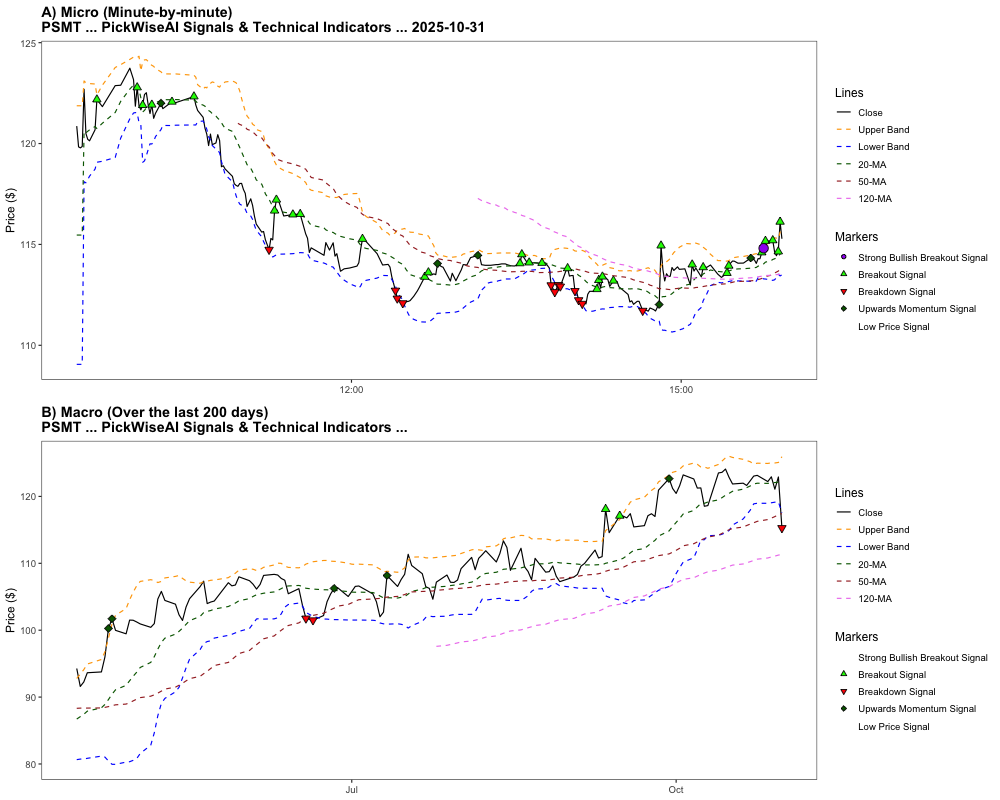 A) Micro (Minute-by-minute)
PSMT ... PickWiseAI Signals & Technical Indicators ... 2025-10-31
125
120
115
110
Price ($)
12:00
15:00
Lines
Close
Upper Band
Lower Band
20-MA
50-MA
120-MA
Markers
Strong Bullish Breakout Signal
Breakout Signal
Breakdown Signal
Upwards Momentum Signal
Low Price Signal
B) Macro (Over the last 200 days)
PSMT ... PickWiseAI Signals & Technical Indicators ...
120
110
100
90
80
Price ($)
Jul
Oct
Lines
Close
Upper Band
Lower Band
20-MA
50-MA
120-MA
Markers
Strong Bullish Breakout Signal
Breakout Signal
Breakdown Signal
Upwards Momentum Signal
Low Price Signal